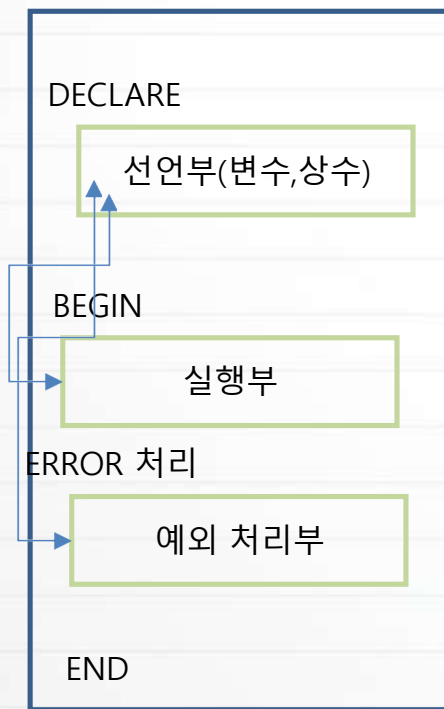 DECLARE
선언부(변수,상수)
BEGIN
실행부
ERROR 처리
예외 처리부
END